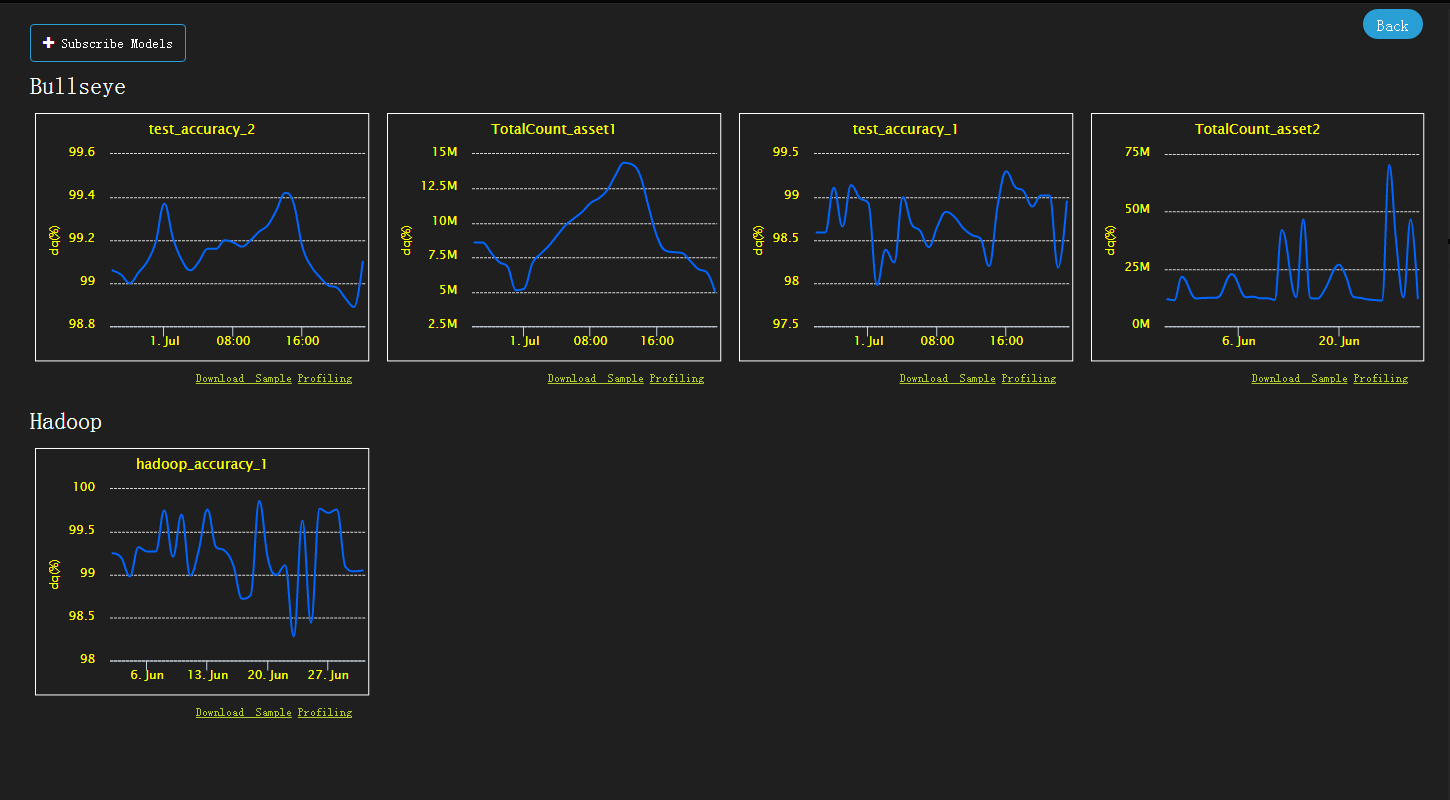 Back
✚ Subscribe Models
Bullseye
test_accuracy_2
99.6
99.4
99.2
99
98.8
dq(%)
1. Jul 08:00 16:00
Download Sample Profiling
TotalCount_asset1
15M
12.5M
10M
7.5M
5M
2.5M
dq(%)
1. Jul 08:00 16:00
Download Sample Profiling
test_accuracy_1
99.5
99
98.5
98
97.5
dq(%)
1. Jul 08:00 16:00
Download Sample Profiling
TotalCount_asset2
75M
50M
25M
0M
dq(%)
6. Jun 20. Jun
Download Sample Profiling
Hadoop
hadoop_accuracy_1
100
99.5
99
98.5
98
dq(%)
6. Jun 13. Jun 20. Jun 27. Jun
Download Sample Profiling